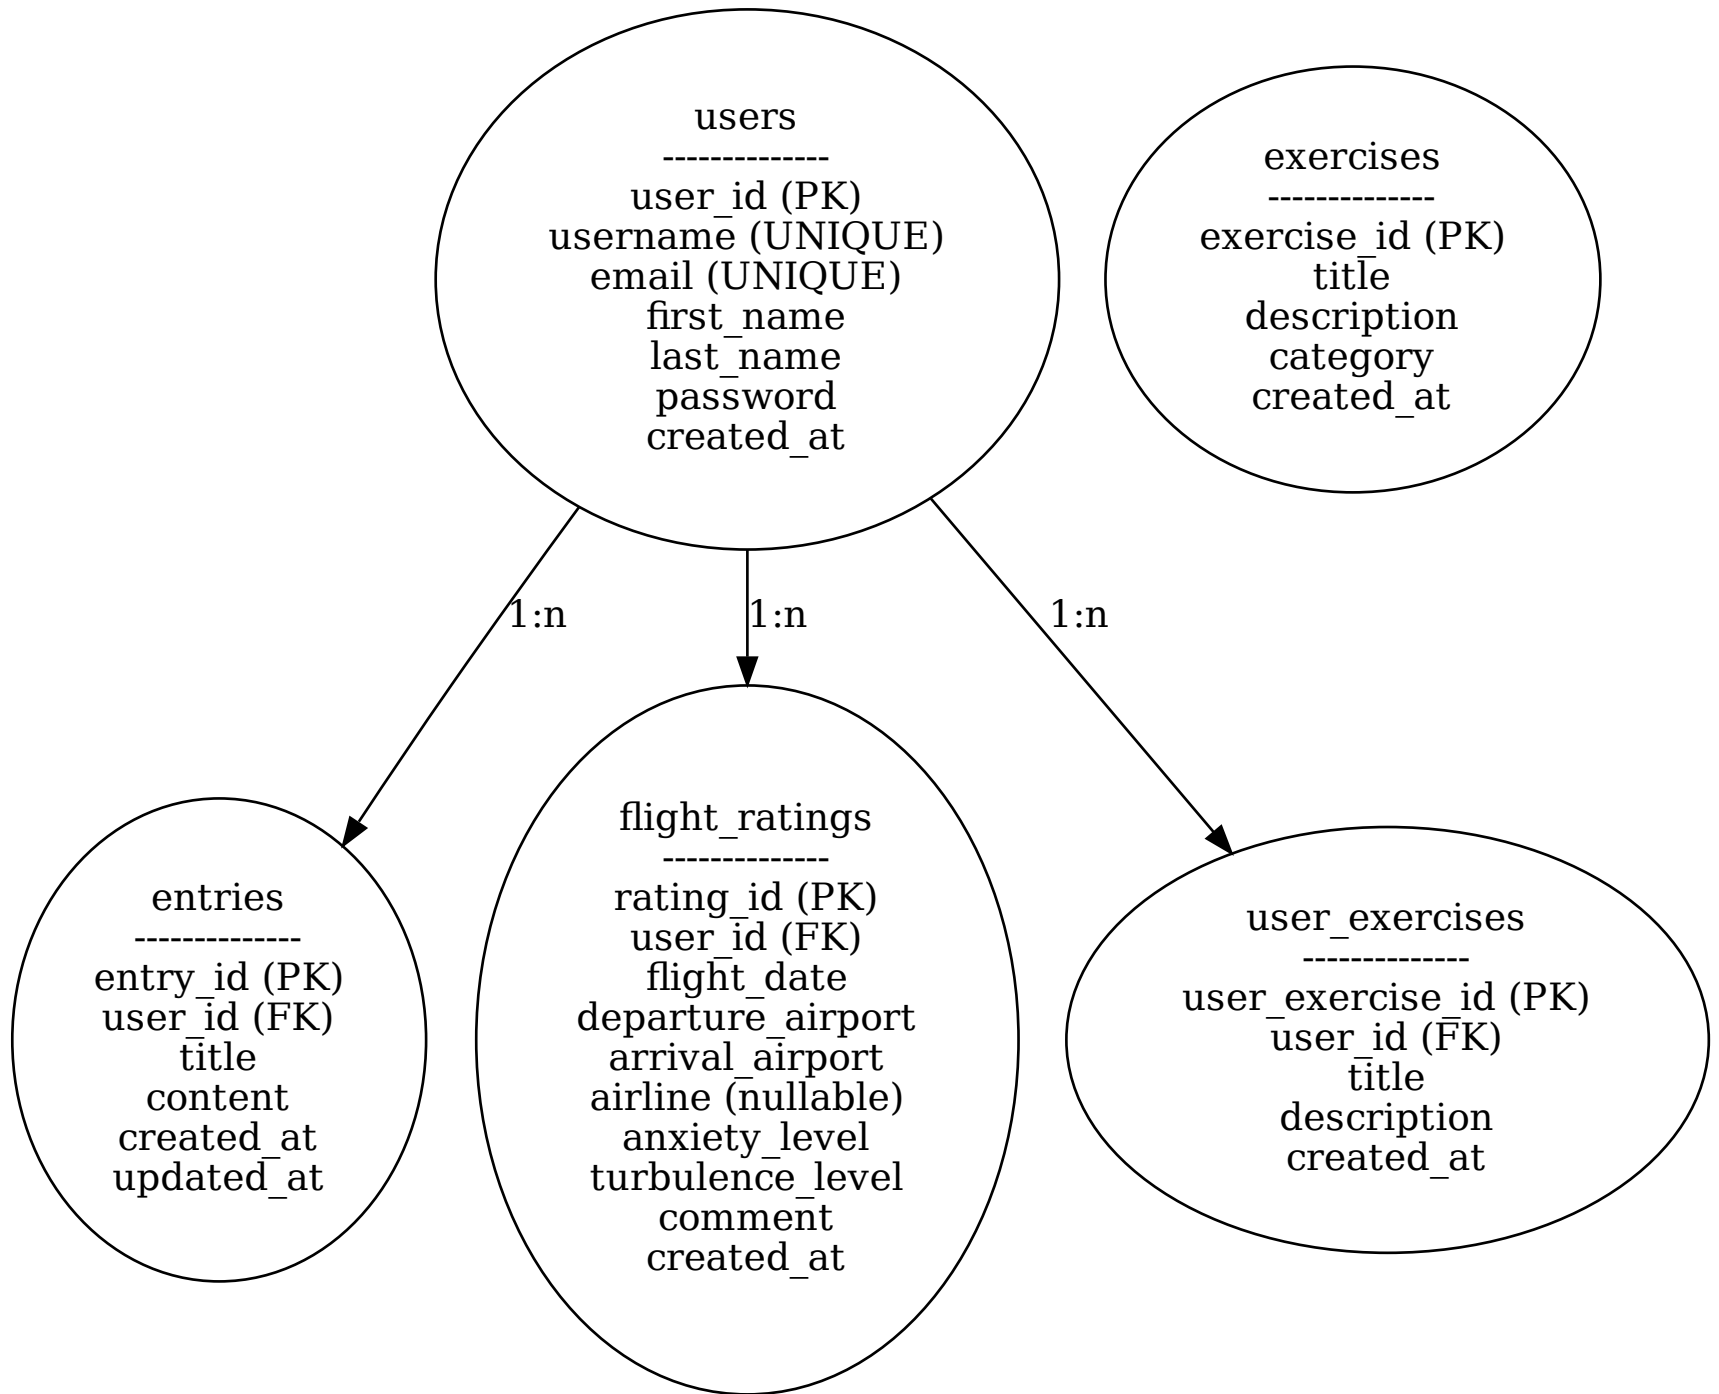 users
--------------
user_id (PK)
username (UNIQUE)
email (UNIQUE)
first_name
last_name
password
created_at
exercises
--------------
exercise_id (PK)
title
description
category
created_at
1:n
1:n
1:n
entries
--------------
entry_id (PK)
user_id (FK)
title
content
created_at
updated_at
flight_ratings
--------------
rating_id (PK)
user_id (FK)
flight_date
departure_airport
arrival_airport
airline (nullable)
anxiety_level
turbulence_level
comment
created_at
user_exercises
--------------
user_exercise_id (PK)
user_id (FK)
title
description
created_at